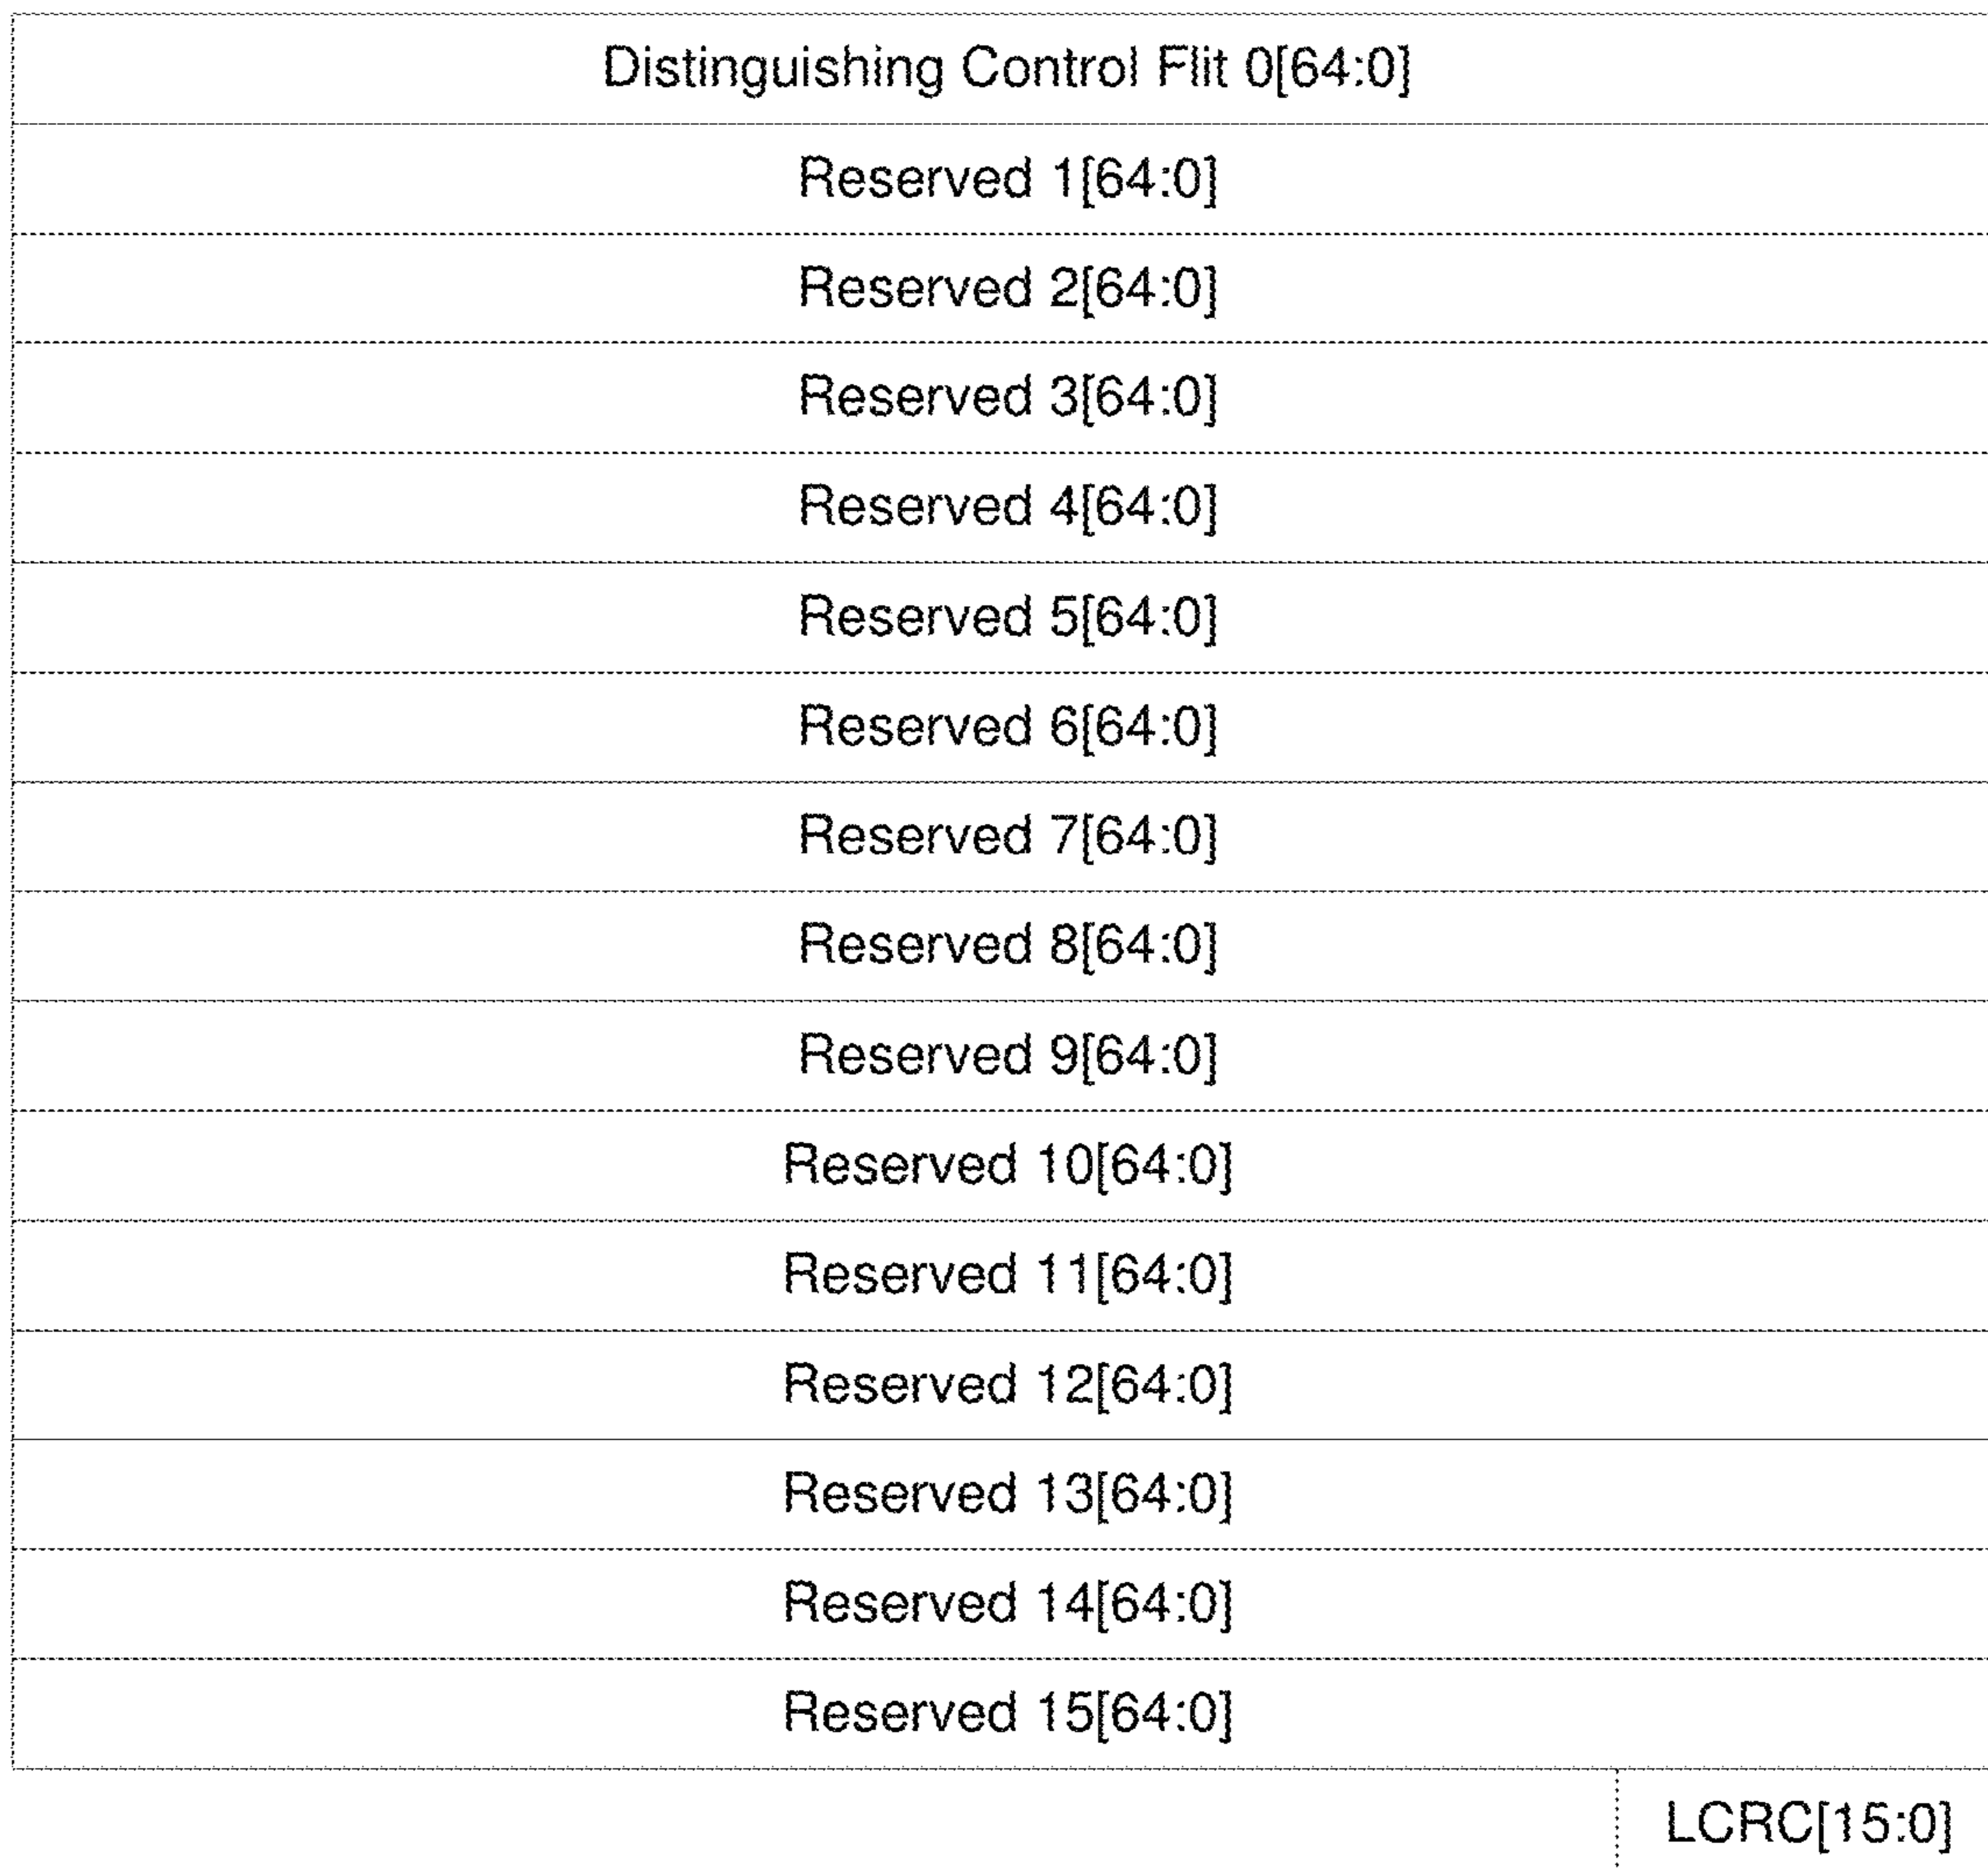 Distinguishing Control Flit 0[64:0]
Reserved 1[64:0]
Reserved 2[64:0]
Reserved 3[64:0]
Reserved 4[64:0]
Reserved 5[64:0]
Reserved 6[64:0]
Reserved 7[64:0]
Reserved 8[64:0]
Reserved 9[64:0]
Reserved 10[64:0]
Reserved 11[64:0]
Reserved 12[64:0]
Reserved 13[64:0]
Reserved 14[64:0]
Reserved 15[64:0]
LCRC[15:0]